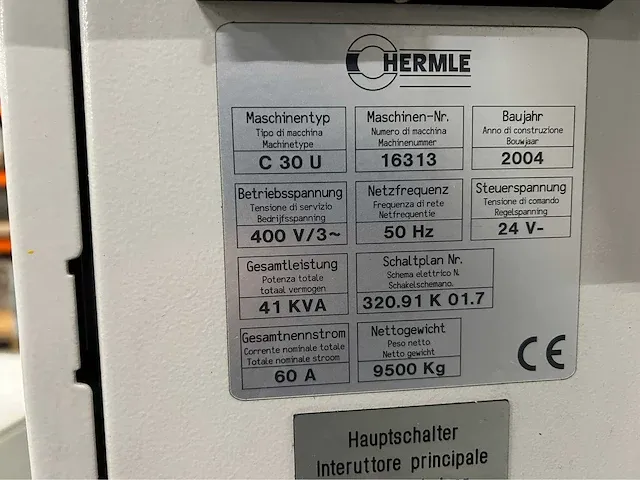 HERMLE
Maschinentyp
Tipo di macchina
Machinetype
C 30 U
Maschinen-Nr.
Numero di macchina
Machinenummer
16313
Baujahr
Anno di construzione
Bouwjaar
2004
Betriebsspannung
Tensione di servizio
Bedrijfsspanning
400 V/3~
Netzfrequenz
Frequenza di rete
Netfrequentie
50 Hz
Steuerspannung
Tensione di comando
Regelspanning
24 V-
Gesamtleistung
Potenza totale
totaal vermogen
41 KVA
Schaltplan Nr.
Schema elettrico N.
Schakelschemano.
320.91 K 01.7
Gesamtnennstrom
Corrente nominale totale
Totale nominale stroom
60 A
Nettogewicht
Peso netto
Netto gewicht
9500 Kg
CE
Hauptschalter
Interuttore principale